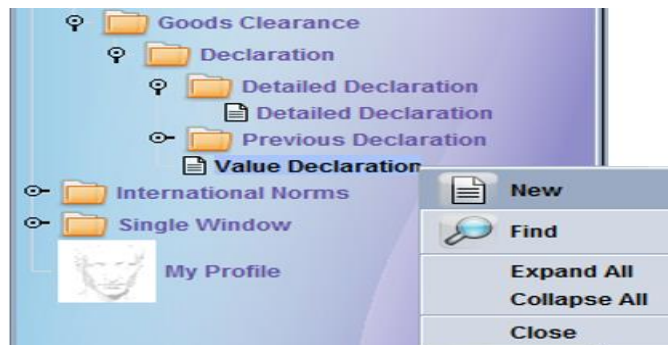 Goods Clearance
Declaration
Detailed Declaration
Detailed Declaration
Previous Declaration
Value Declaration
International Norms
Single Window
My Profile
New
Find
Expand All
Collapse All
Close